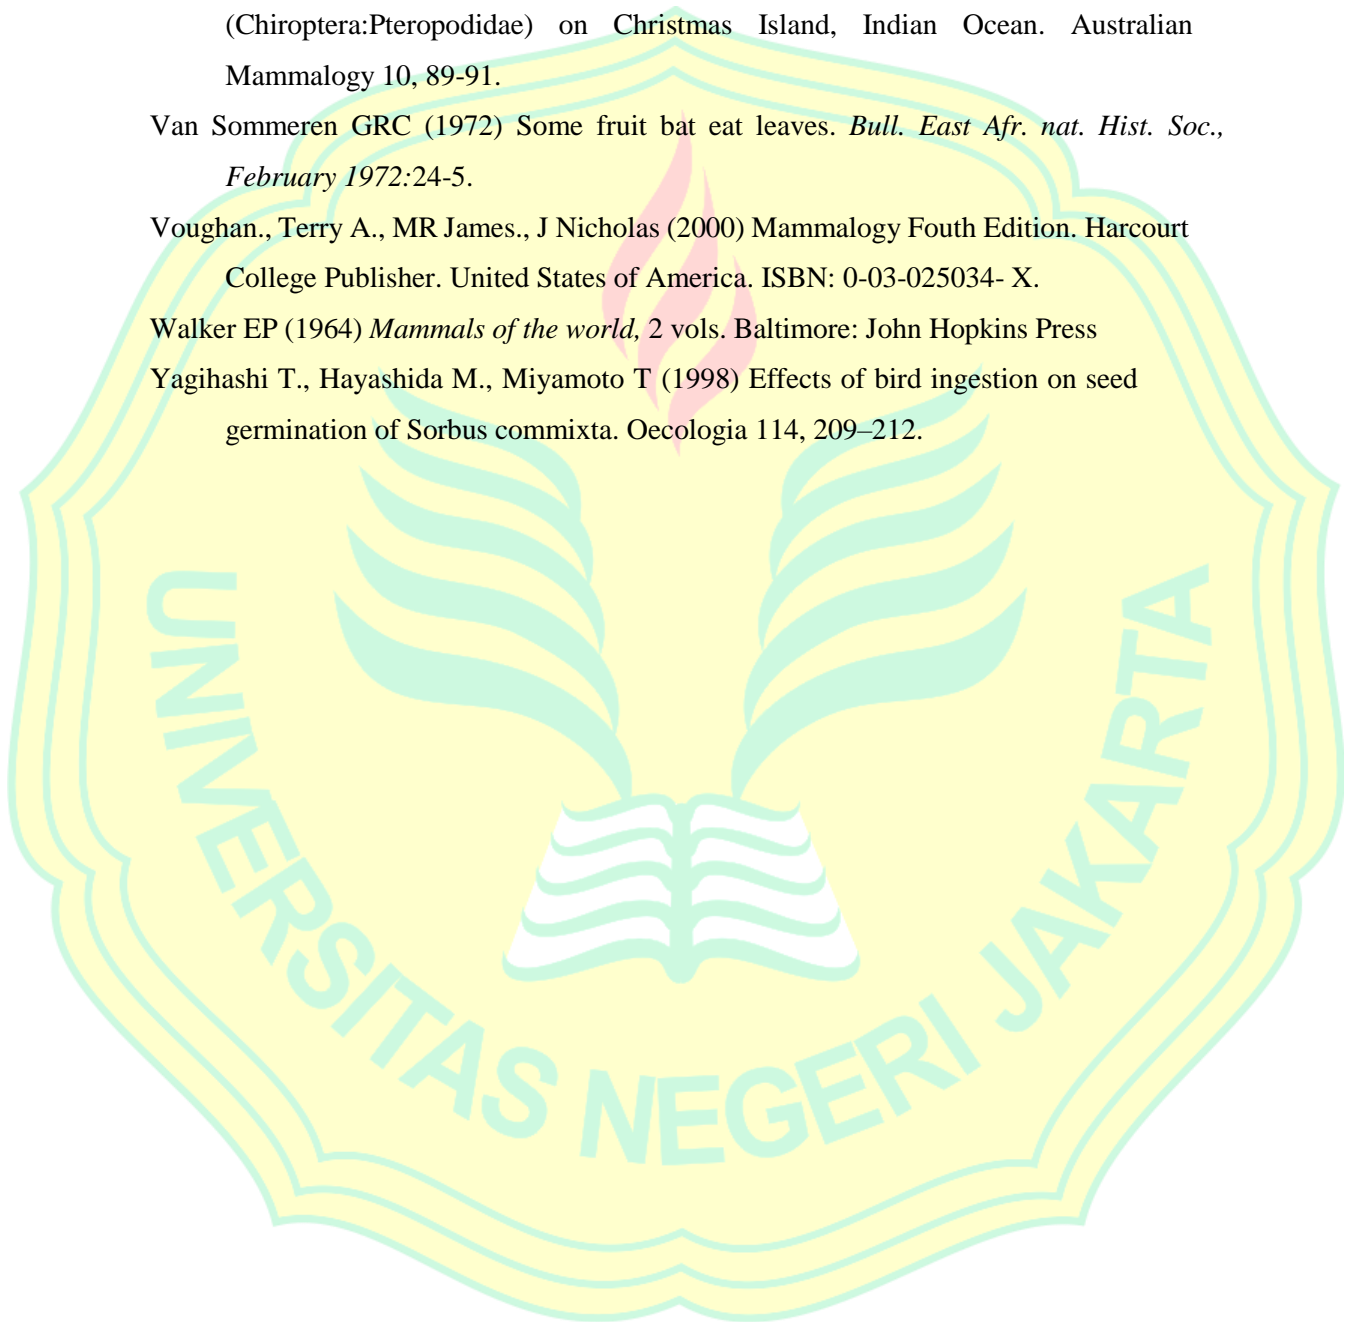 (Chiroptera:Pteropodidae) on Christmas Island, Indian Ocean. Australian
Mammalogy 10, 89-91.
Van Sommeren GRC (1972) Some fruit bat eat leaves. Bull. East Afr. nat. Hist. Soc.,
February 1972:24-5.
Voughan., Terry A., MR James., J Nicholas (2000) Mammalogy Fouth Edition. Harcourt
College Publisher. United States of America. ISBN: 0-03-025034- X.
Walker EP (1964) Mammals of the world, 2 vols. Baltimore: John Hopkins Press
Yagihashi T., Hayashida M., Miyamoto T (1998) Effects of bird ingestion on seed
germination of Sorbus commixta. Oecologia 114, 209–212.
UNIVERSITAS NEGERI JAKARTA